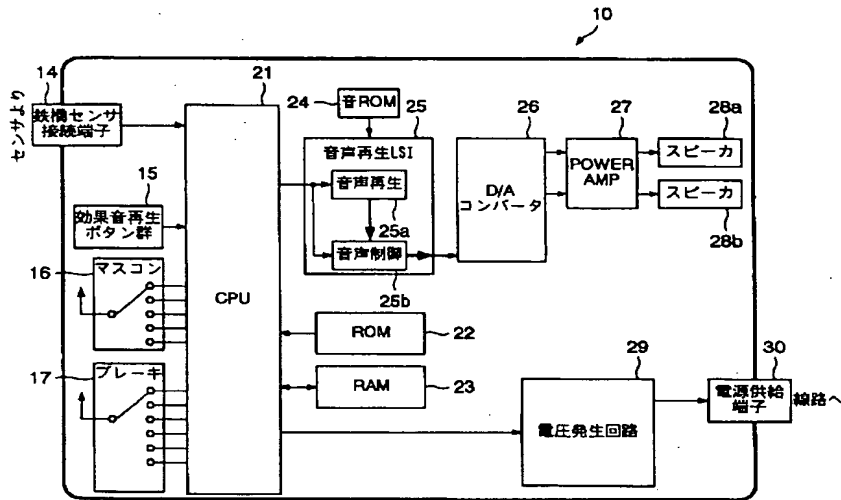 10
14
センサより
鉄橋センサ
接続端子
15
効果音再生
ボタン群
16
マスコン
17
ブレーキ
21
CPU
24
音ROM
25
音声再生LSI
音声再生
25a
音声制御
25b
26
D/A
コンバータ
27
POWER
AMP
28a
スピーカ
スピーカ
28b
ROM
22
RAM
23
29
電圧発生回路
30
電源供給
端子
線路へ